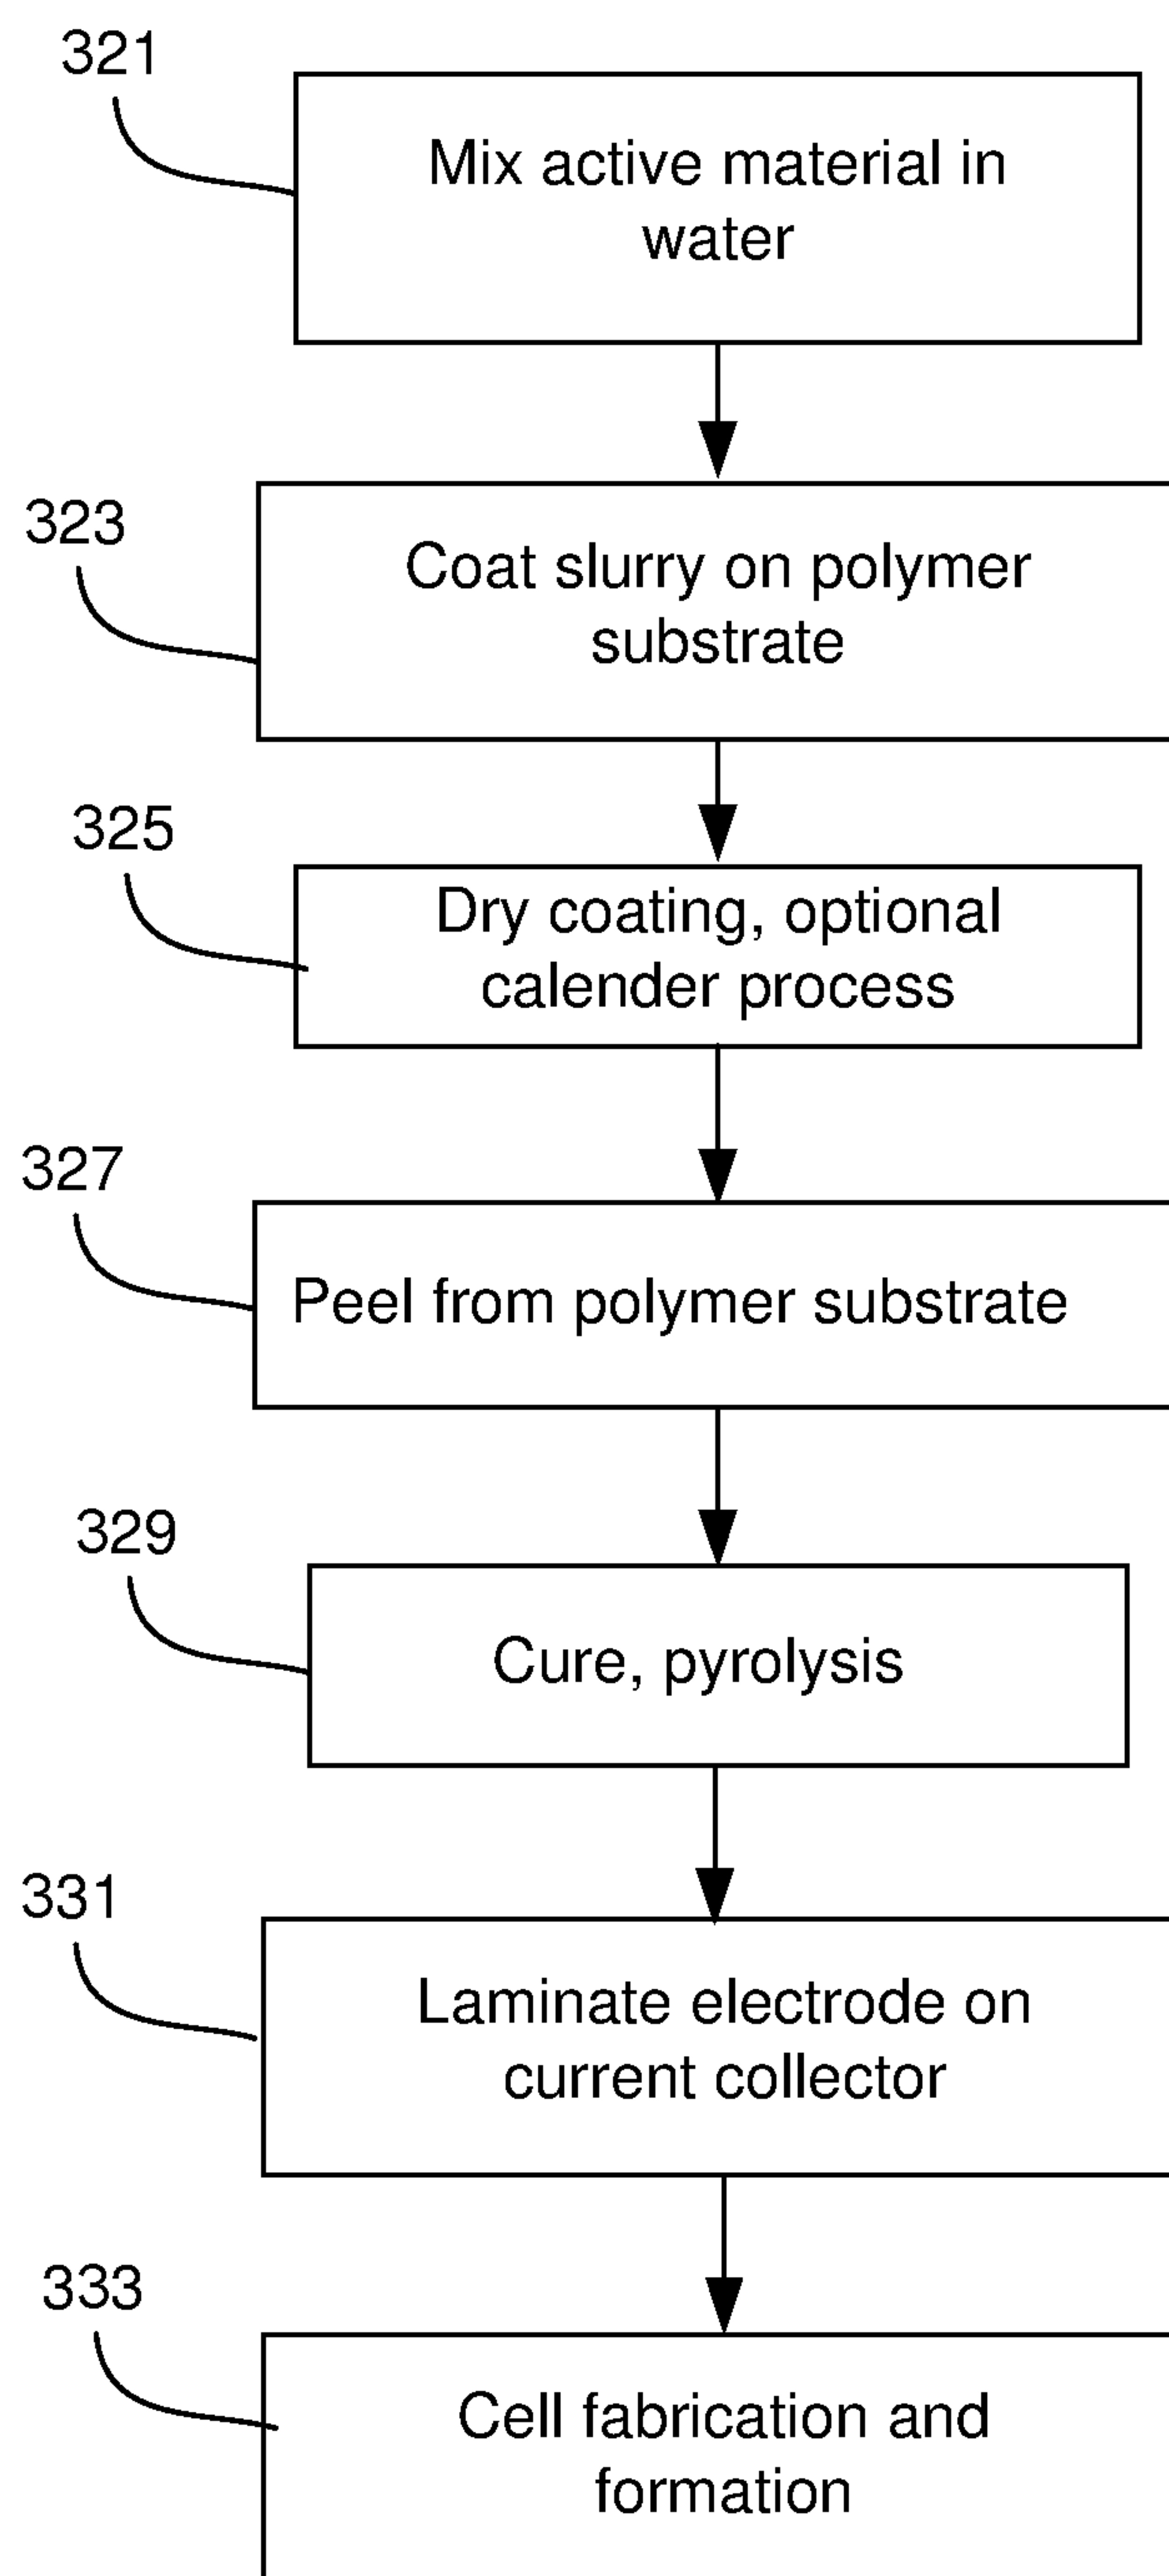 321
Mix active material in
water
323
Coat slurry on polymer
substrate
325
Dry coating, optional
calender process
327
Peel from polymer substrate
329
Cure, pyrolysis
331
Laminate electrode on
current collector
333
Cell fabrication and
formation